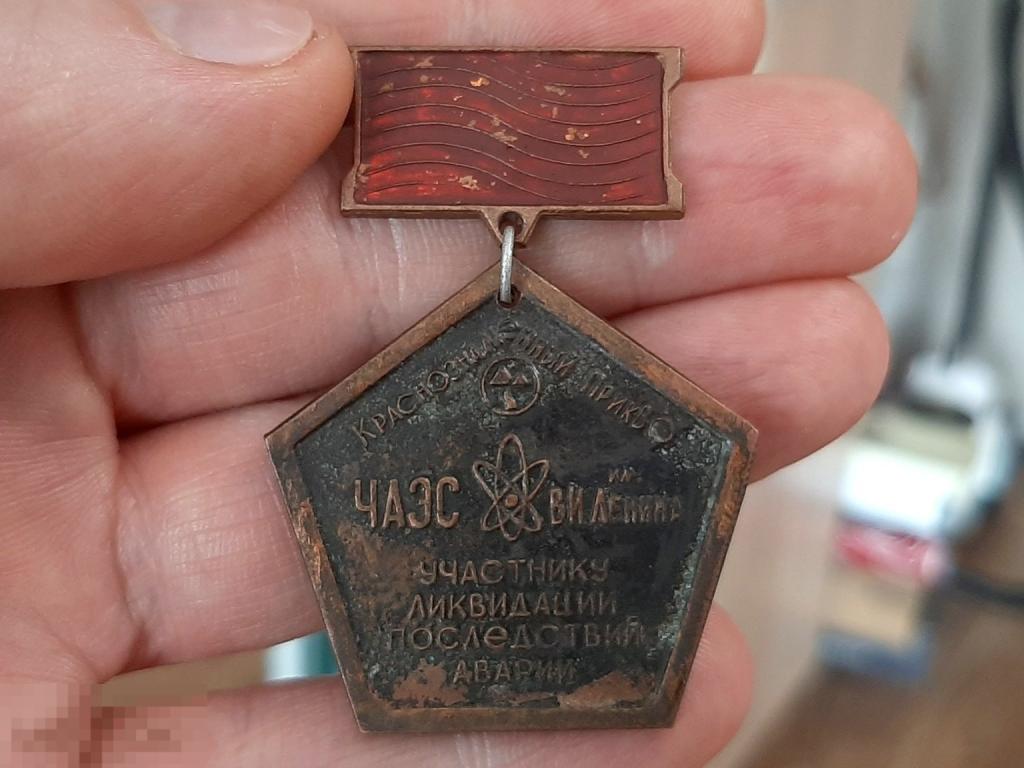 КРАСНОЗНАМЕННЫЙ ПРИКВО
ЧАЭС им. В.И.Ленина
УЧАСТНИКУ
ЛИКВИДАЦИИ
ПОСЛЕДСТВИЙ
АВАРИИ